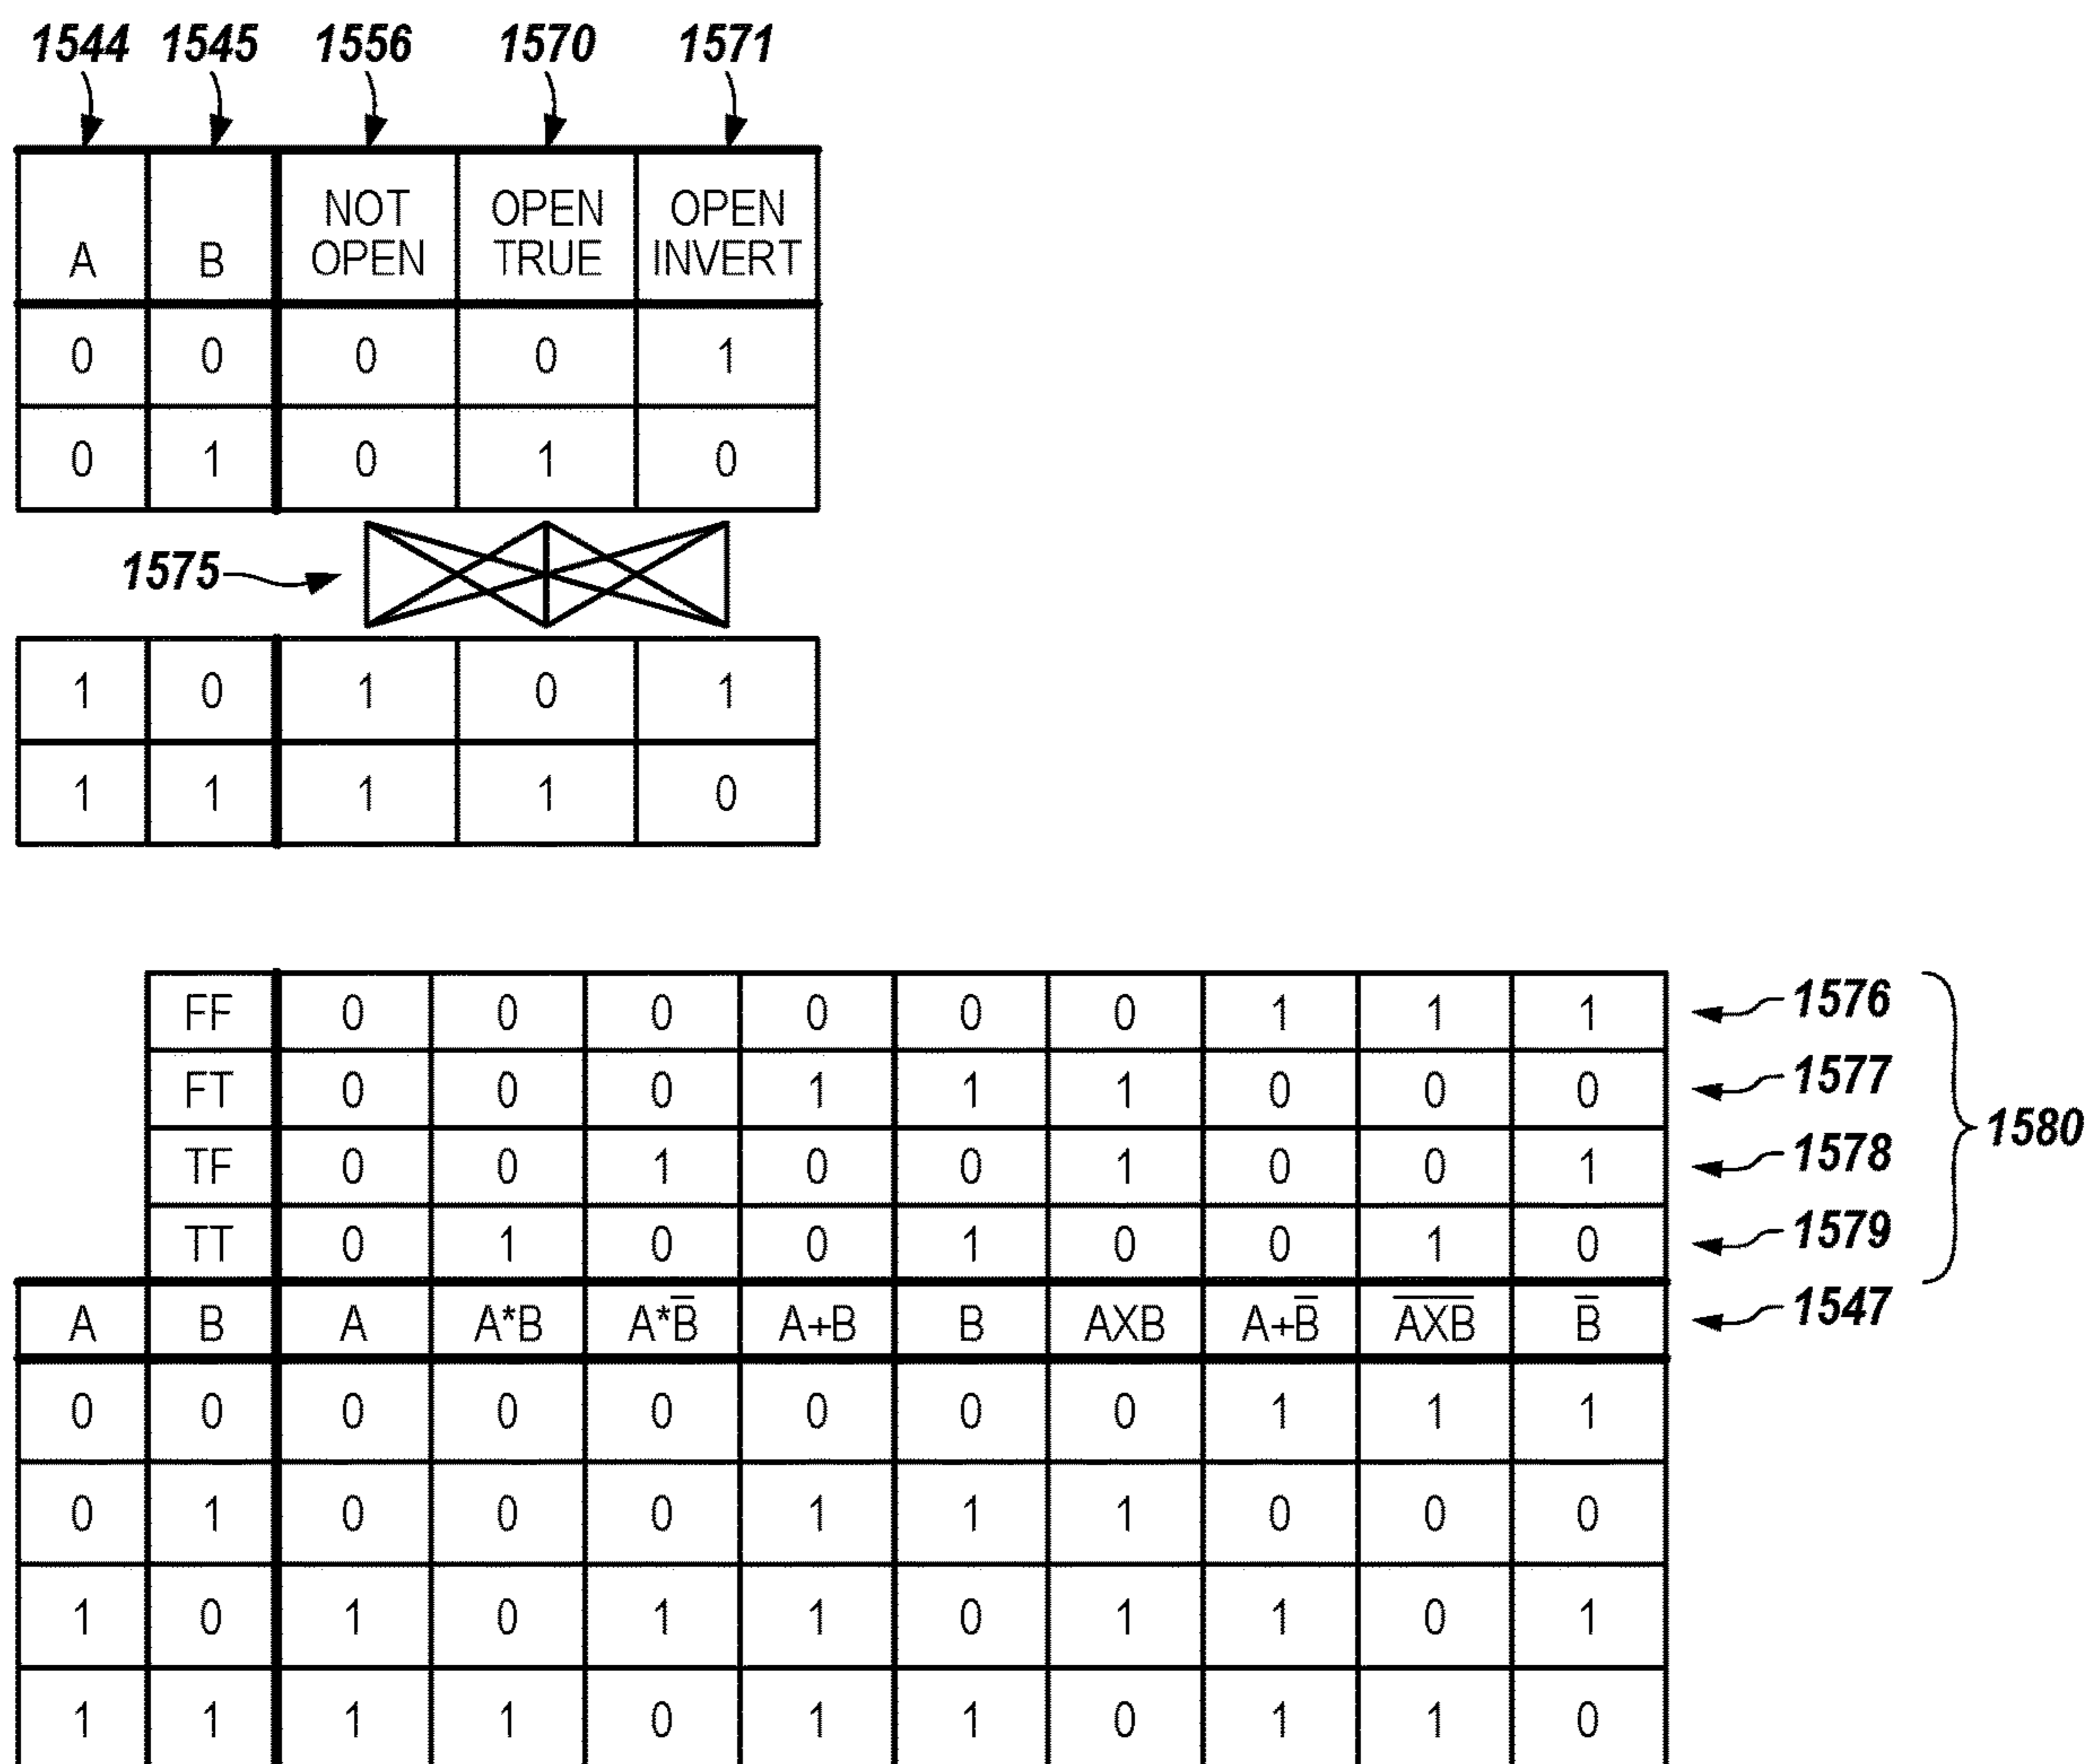 1544 1545 1556 1570 1571
A B NOT OPEN OPEN TRUE OPEN INVERT
0 0 0 0 1
0 1 0 1 0
1575
1 0 1 0 1
1 1 1 1 0
FF 0 0 0 0 0 0 1 1 1 1576
FT 0 0 0 1 1 1 0 0 0 1577
1580
TF 0 0 1 0 0 1 0 0 1 1578
TT 0 1 0 0 1 0 0 1 0 1579
A B A A*B A*B̅ A+B B AXB A+B̅ A̅X̅B̅ B̅ 1547
0 0 0 0 0 0 0 0 1 1 1
0 1 0 0 0 1 1 1 0 0 0
1 0 1 0 1 1 0 1 1 0 1
1 1 1 1 0 1 1 0 1 1 0